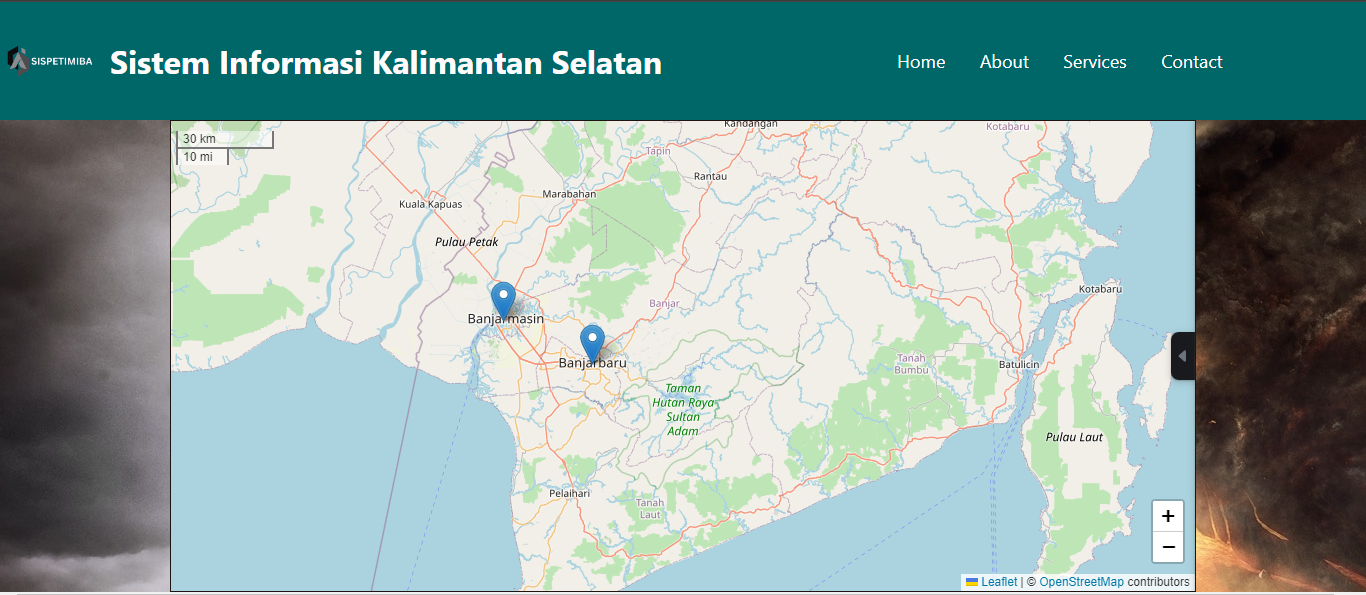 SISPETIMIBA
Sistem Informasi Kalimantan Selatan
Home
About
Services
Contact
30 km
10 mi
Kandangan
Kotabaru
Tapin
Rantau
Marabahan
Kuala Kapuas
Pulau Petak
Kotabaru
Banjar
Banjarmasin
Banjarbaru
Tanah
Bumbu
Batulicin
Taman
Hutan Raya
Sultan
Adam
Pulau Laut
Pelaihari
Tanah
Laut
+
−
Leaflet | © OpenStreetMap contributors